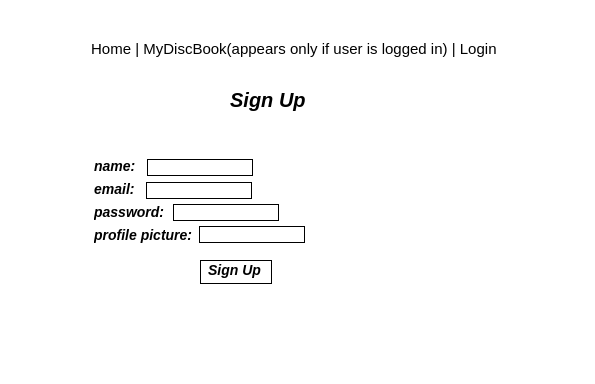 Home | MyDiscBook(appears only if user is logged in) | Login
Sign Up
name:
email:
password:
profile picture:
Sign Up